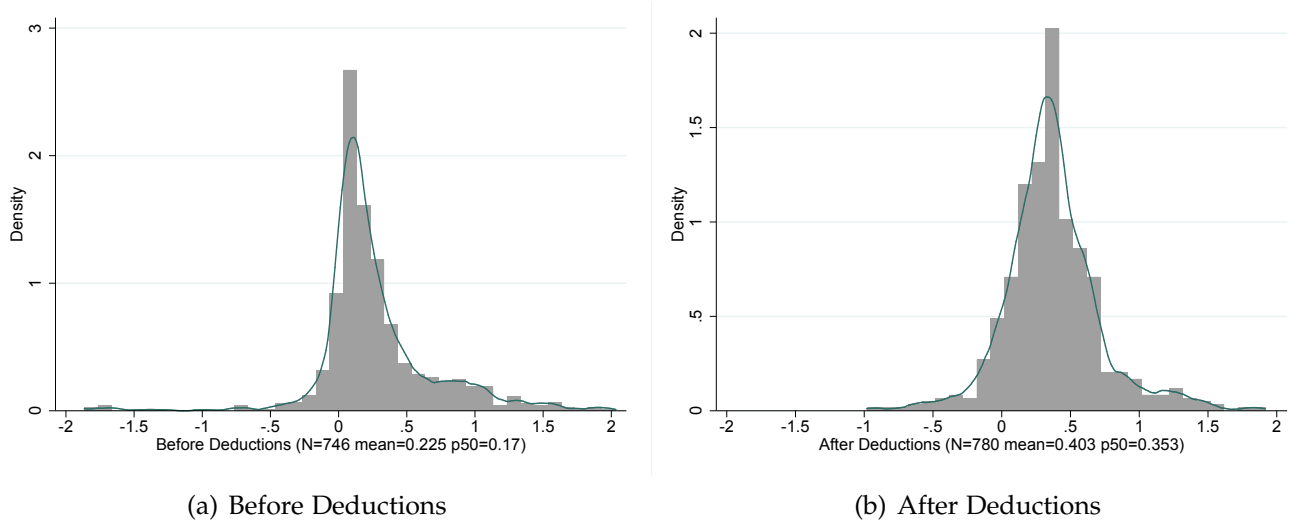 3
2
1
0
Density
-2 -1.5 -1 -.5 0 .5 1 1.5 2
Before Deductions (N=746 mean=0.225 p50=0.17)
(a) Before Deductions
2
1.5
1
.5
0
Density
-2 -1.5 -1 -.5 0 .5 1 1.5 2
After Deductions (N=780 mean=0.403 p50=0.353)
(b) After Deductions